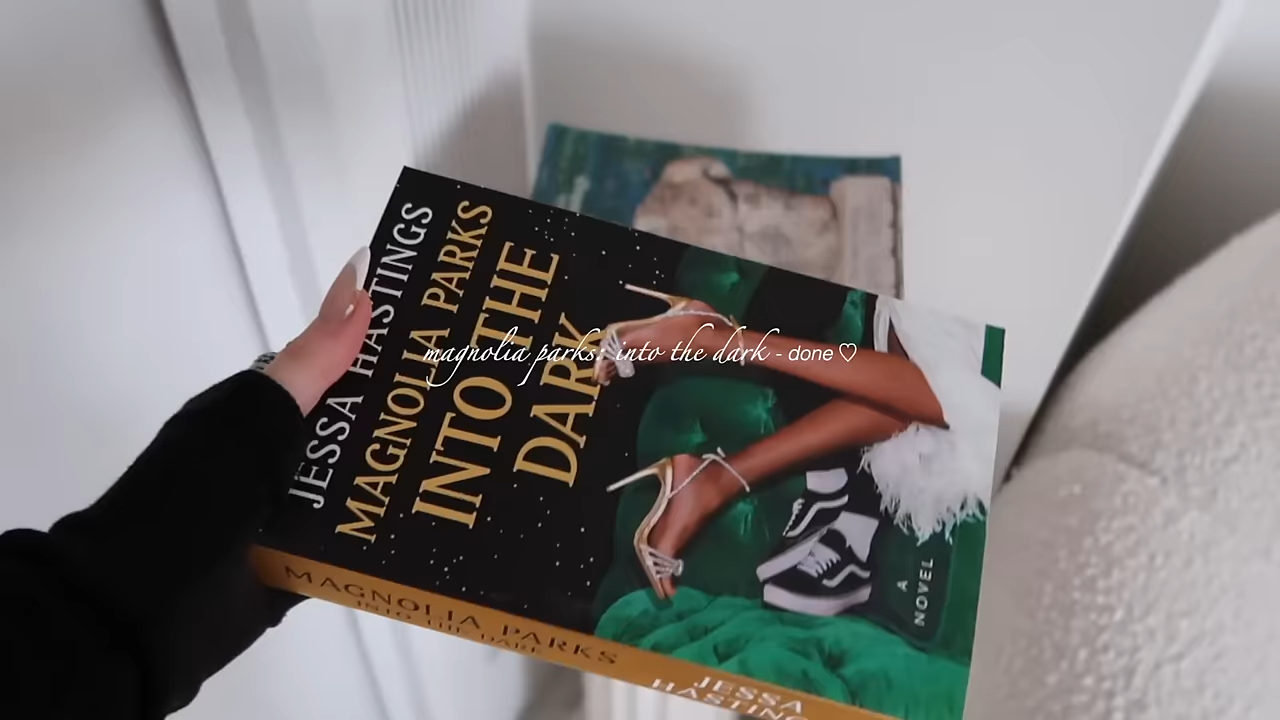 JESSA HASTINGS
MAGNOLIA PARKS
INTO THE
DARK
magnolia parks: into the dark - done ♡
A
NOVEL
MAGNOLIA PARKS
INTO THE DARK
JESSA